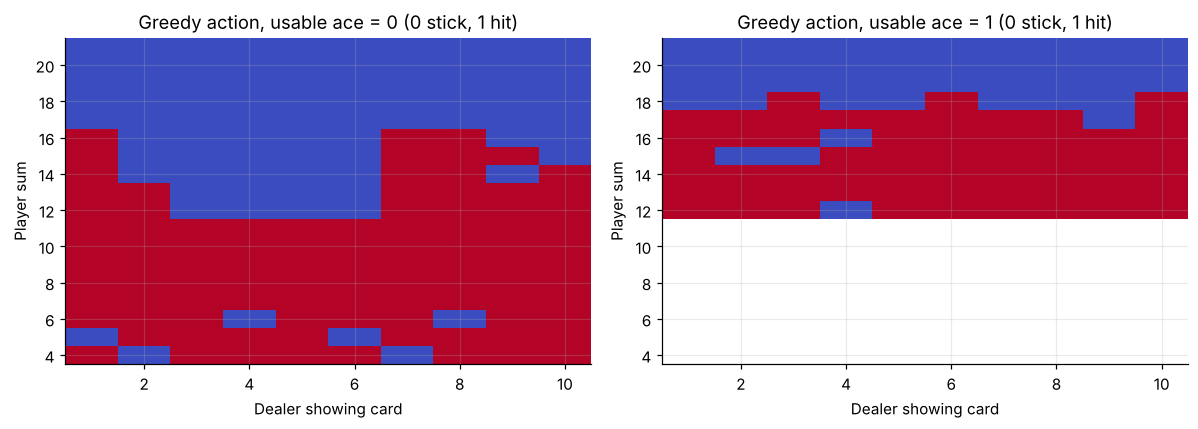 Greedy action, usable ace = 0 (0 stick, 1 hit)
Player sum
20
18
16
14
12
10
8
6
4
2 4 6 8 10
Dealer showing card
Greedy action, usable ace = 1 (0 stick, 1 hit)
Player sum
20
18
16
14
12
10
8
6
4
2 4 6 8 10
Dealer showing card